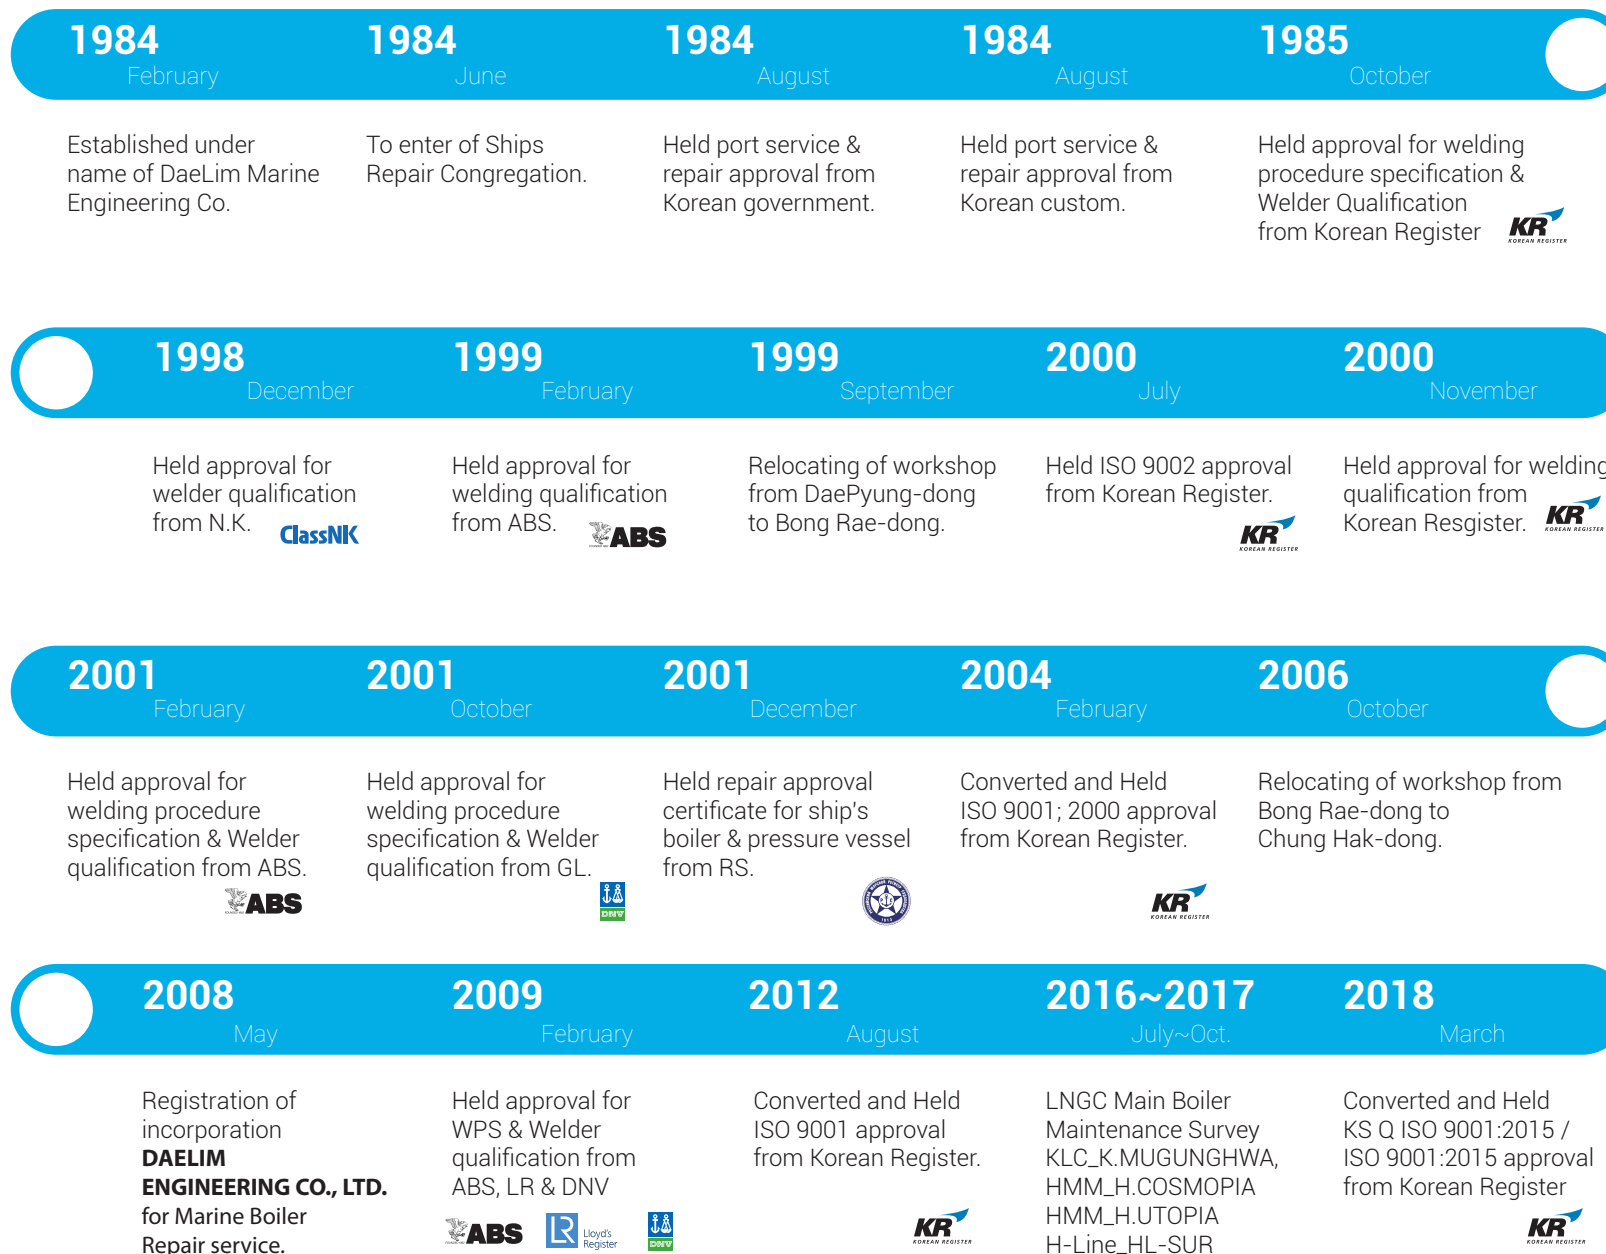 1984
February
1984
June
1984
August
1984
August
1985
October
Established under
name of DaeLim Marine
Engineering Co.
To enter of Ships
Repair Congregation.
Held port service &
repair approval from
Korean government.
Held port service &
repair approval from
Korean custom.
Held approval for welding
procedure specification &
Welder Qualification
from Korean Register
KR
KOREAN REGISTER
1998
December
1999
February
1999
September
2000
July
2000
November
Held approval for
welder qualification
from N.K.
ClassNK
Held approval for
welding qualification
from ABS.
ABS
Relocating of workshop
from DaePyung-dong
to Bong Rae-dong.
Held ISO 9002 approval
from Korean Register.
KR
KOREAN REGISTER
Held approval for welding
qualification from
Korean Resgister.
KR
KOREAN REGISTER
2001
February
2001
October
2001
December
2004
February
2006
October
Held approval for
welding procedure
specification & Welder
qualification from ABS.
ABS
Held approval for
welding procedure
specification & Welder
qualification from GL.
DNV
Held repair approval
certificate for ship's
boiler & pressure vessel
from RS.
Converted and Held
ISO 9001; 2000 approval
from Korean Register.
KR
KOREAN REGISTER
Relocating of workshop from
Bong Rae-dong to
Chung Hak-dong.
2008
May
2009
February
2012
August
2016~2017
July~Oct.
2018
March
Registration of
incorporation
DAELIM
ENGINEERING CO., LTD.
for Marine Boiler
Repair service.
Held approval for
WPS & Welder
qualification from
ABS, LR & DNV
ABS
LR
Lloyd's
Register
DNV
Converted and Held
ISO 9001 approval
from Korean Register.
KR
KOREAN REGISTER
LNGC Main Boiler
Maintenance Survey
KLC_K.MUGUNGHWA,
HMM_H.COSMOPIA
HMM_H.UTOPIA
H-Line_HL-SUR
Converted and Held
KS Q ISO 9001:2015 /
ISO 9001:2015 approval
from Korean Register
KR
KOREAN REGISTER